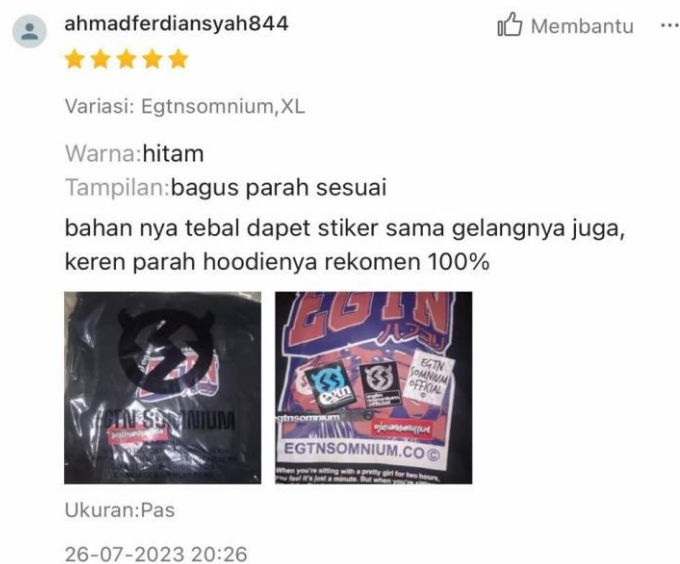 ahmadferdiansyah844
Membantu
Variasi: Egtnsomnium,XL
Warna:hitam
Tampilan:bagus parah sesuai
bahan nya tebal dapet stiker sama gelangnya juga,
keren parah hoodienya rekomen 100%
EGTN SOMNIUM
EGTN
exn
EGTN
SOMNIUM
OFFICIAL
egtnsomnium
EGTNSOMNIUM.CO©
When you're sitting with a pretty girl for two hours,
you feel it's just a minute. But when you're
Ukuran:Pas
26-07-2023 20:26